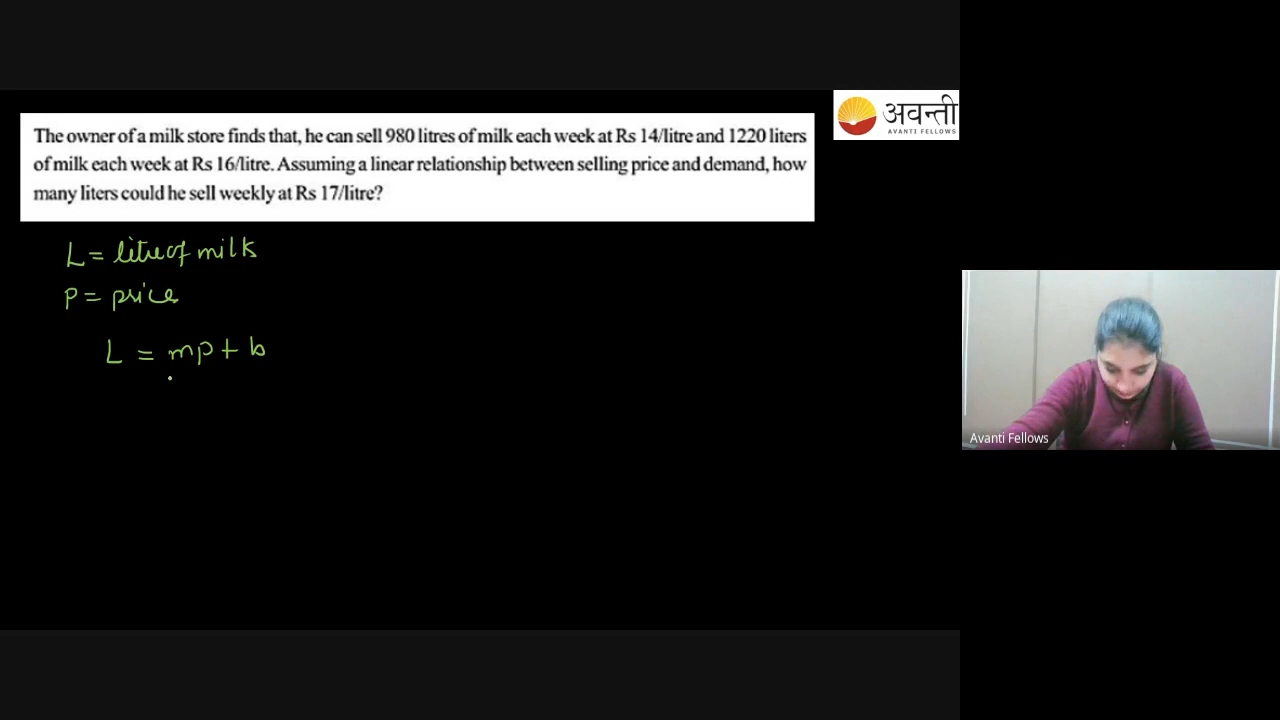 The owner of a milk store finds that, he can sell 980 litres of milk each week at Rs 14/litre and 1220 liters
of milk each week at Rs 16/litre. Assuming a linear relationship between selling price and demand, how
many liters could he sell weekly at Rs 17/litre?
अवन्ती
AVANTI FELLOWS
L = litre of milk
P = price
L = mp + b
Avanti Fellows